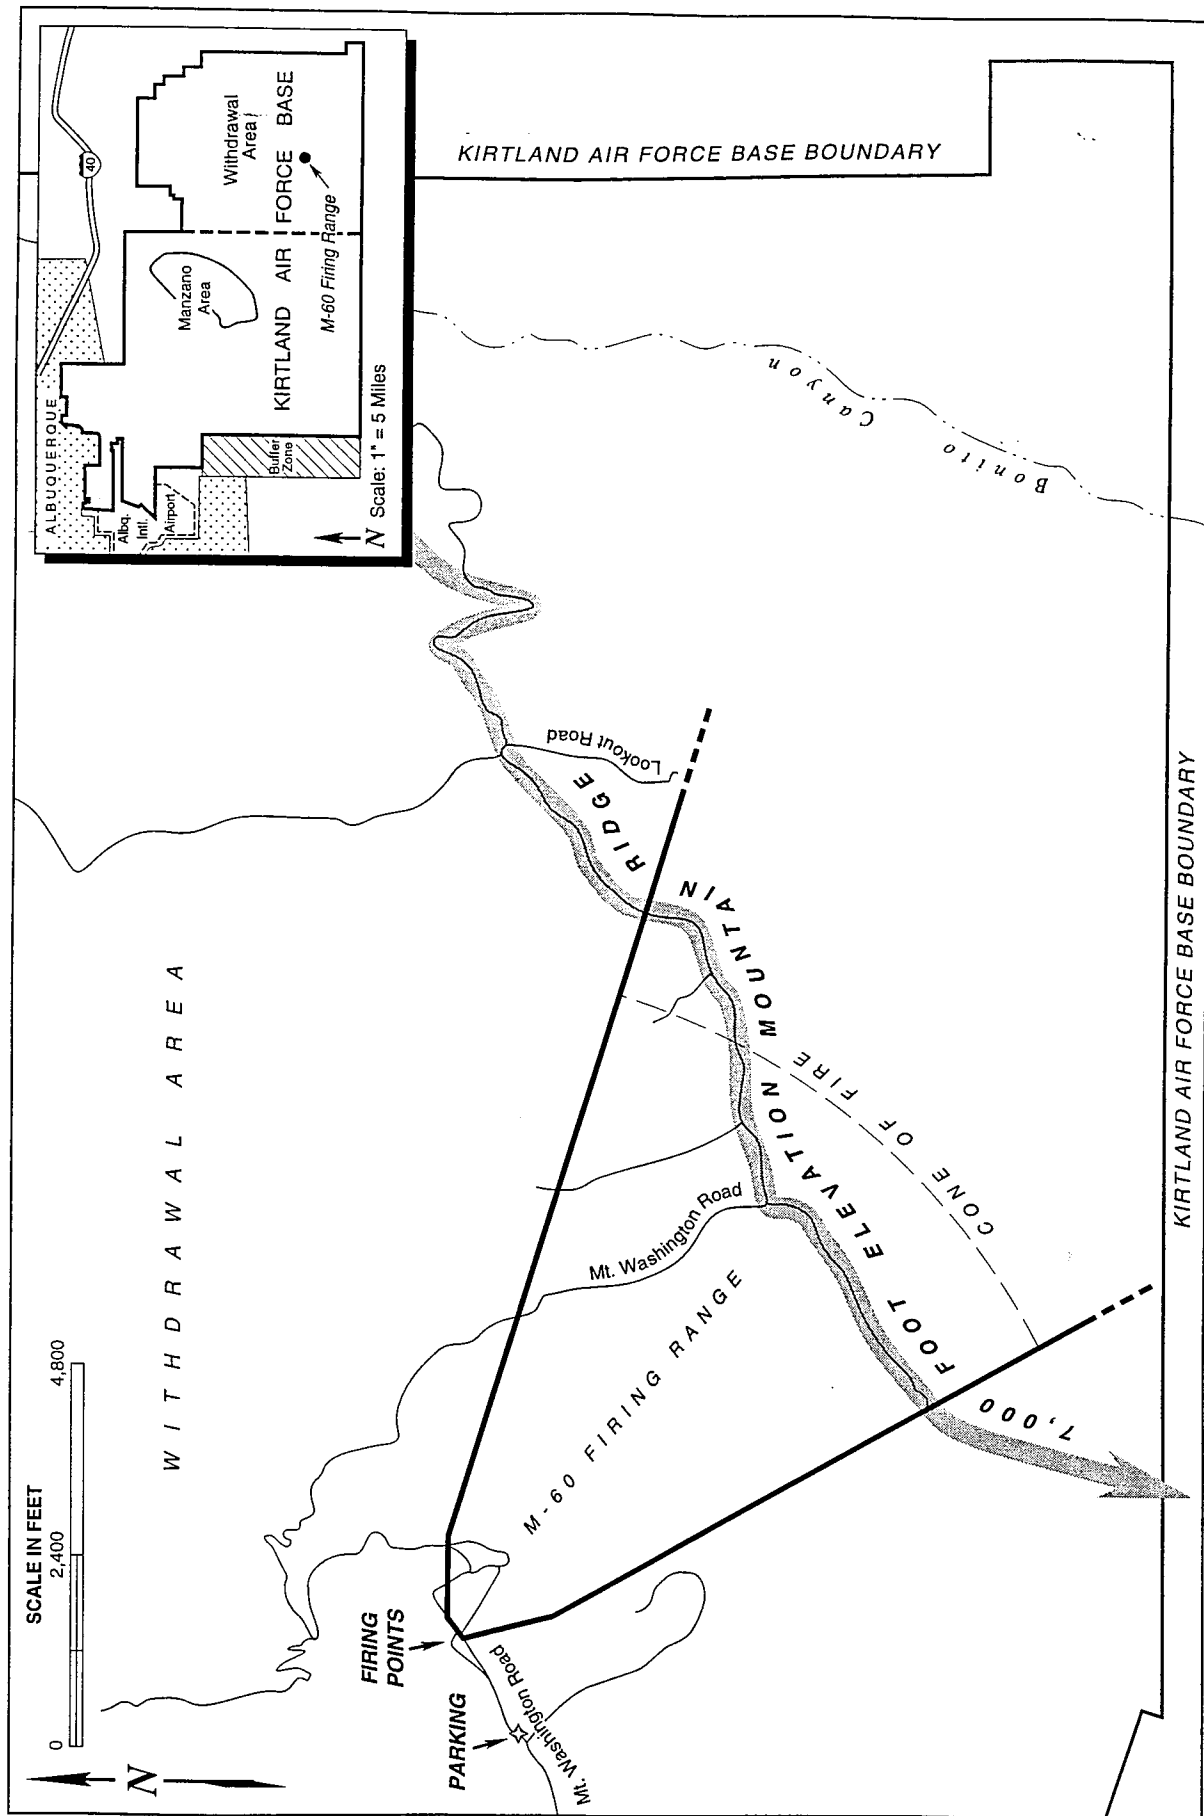 SCALE IN FEET
0 2,400 4,800
N
WITHDRAWAL AREA
FIRING
POINTS
PARKING
Mt. Washington Road
M-60 FIRING RANGE
Mt. Washington Road
CONE OF FIRE
7,000 FOOT ELEVATION MOUNTAIN RIDGE
Lookout Road
Bonito Canyon
KIRTLAND AIR FORCE BASE BOUNDARY
KIRTLAND AIR FORCE BASE BOUNDARY
ALBUQUERQUE
40
Albq.
Intl.
Airport
Manzano
Area
Withdrawal
Area
KIRTLAND AIR FORCE BASE
M-60 Firing Range
Buffer
Zone
N Scale: 1" = 5 Miles